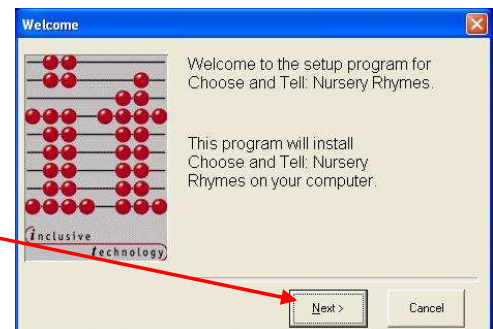 Welcome
Welcome to the setup program for
Choose and Tell: Nursery Rhymes.
This program will install
Choose and Tell: Nursery
Rhymes on your computer.
inclusive
technology
Next >
Cancel